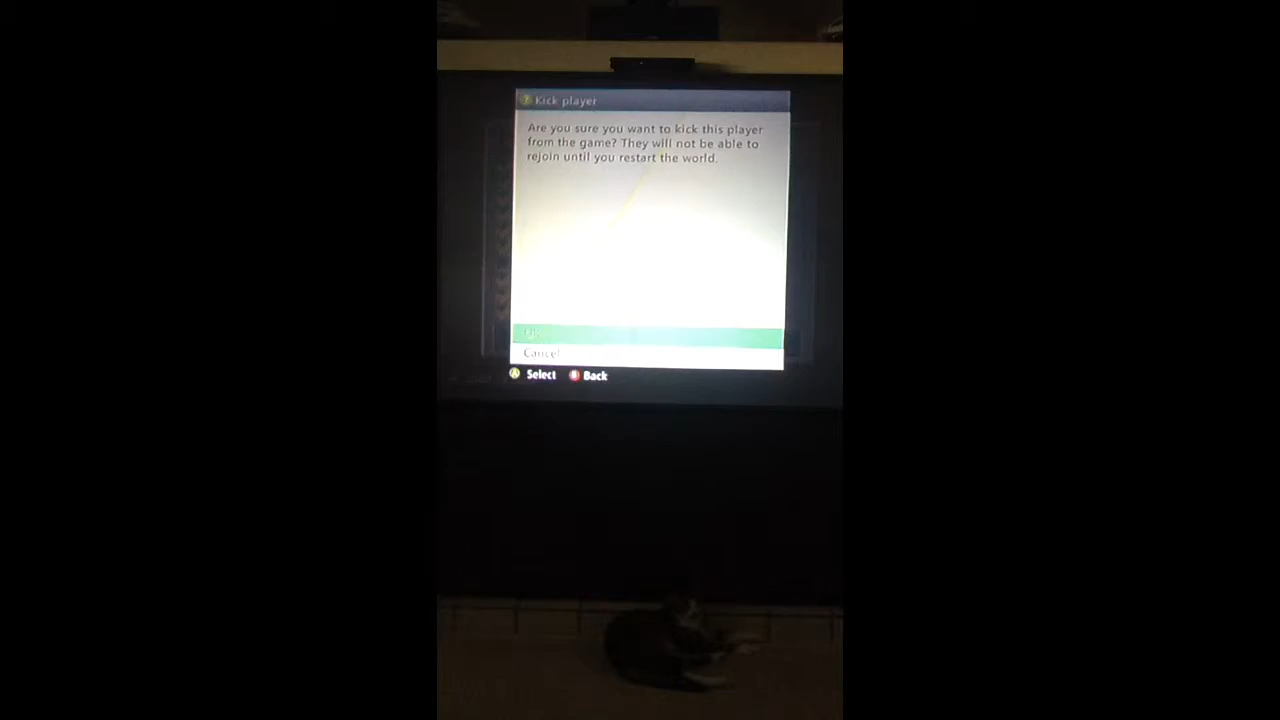 Kick player
Are you sure you want to kick this player
from the game? They will not be able to
rejoin until you restart the world.
Cancel
A Select B Back